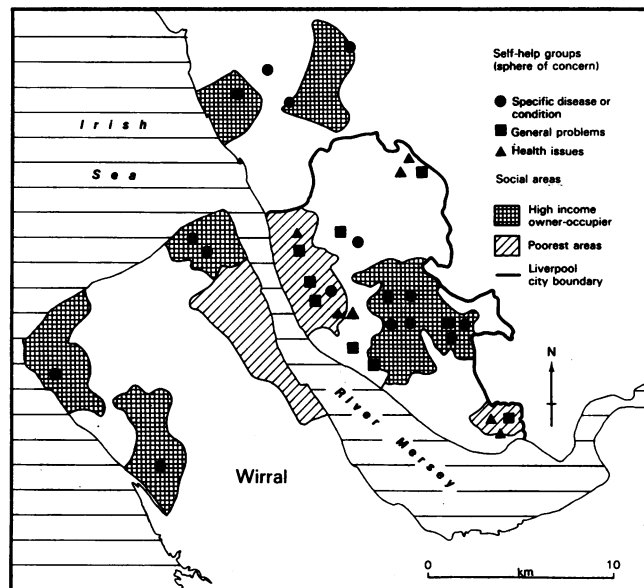 Self-help groups
(sphere of concern)
Specific disease or
condition
General problems
Health issues
Social areas
High income
owner-occupier
Poorest areas
Liverpool
city boundary
Irish
Sea
N
River Mersey
Wirral
0 10
km